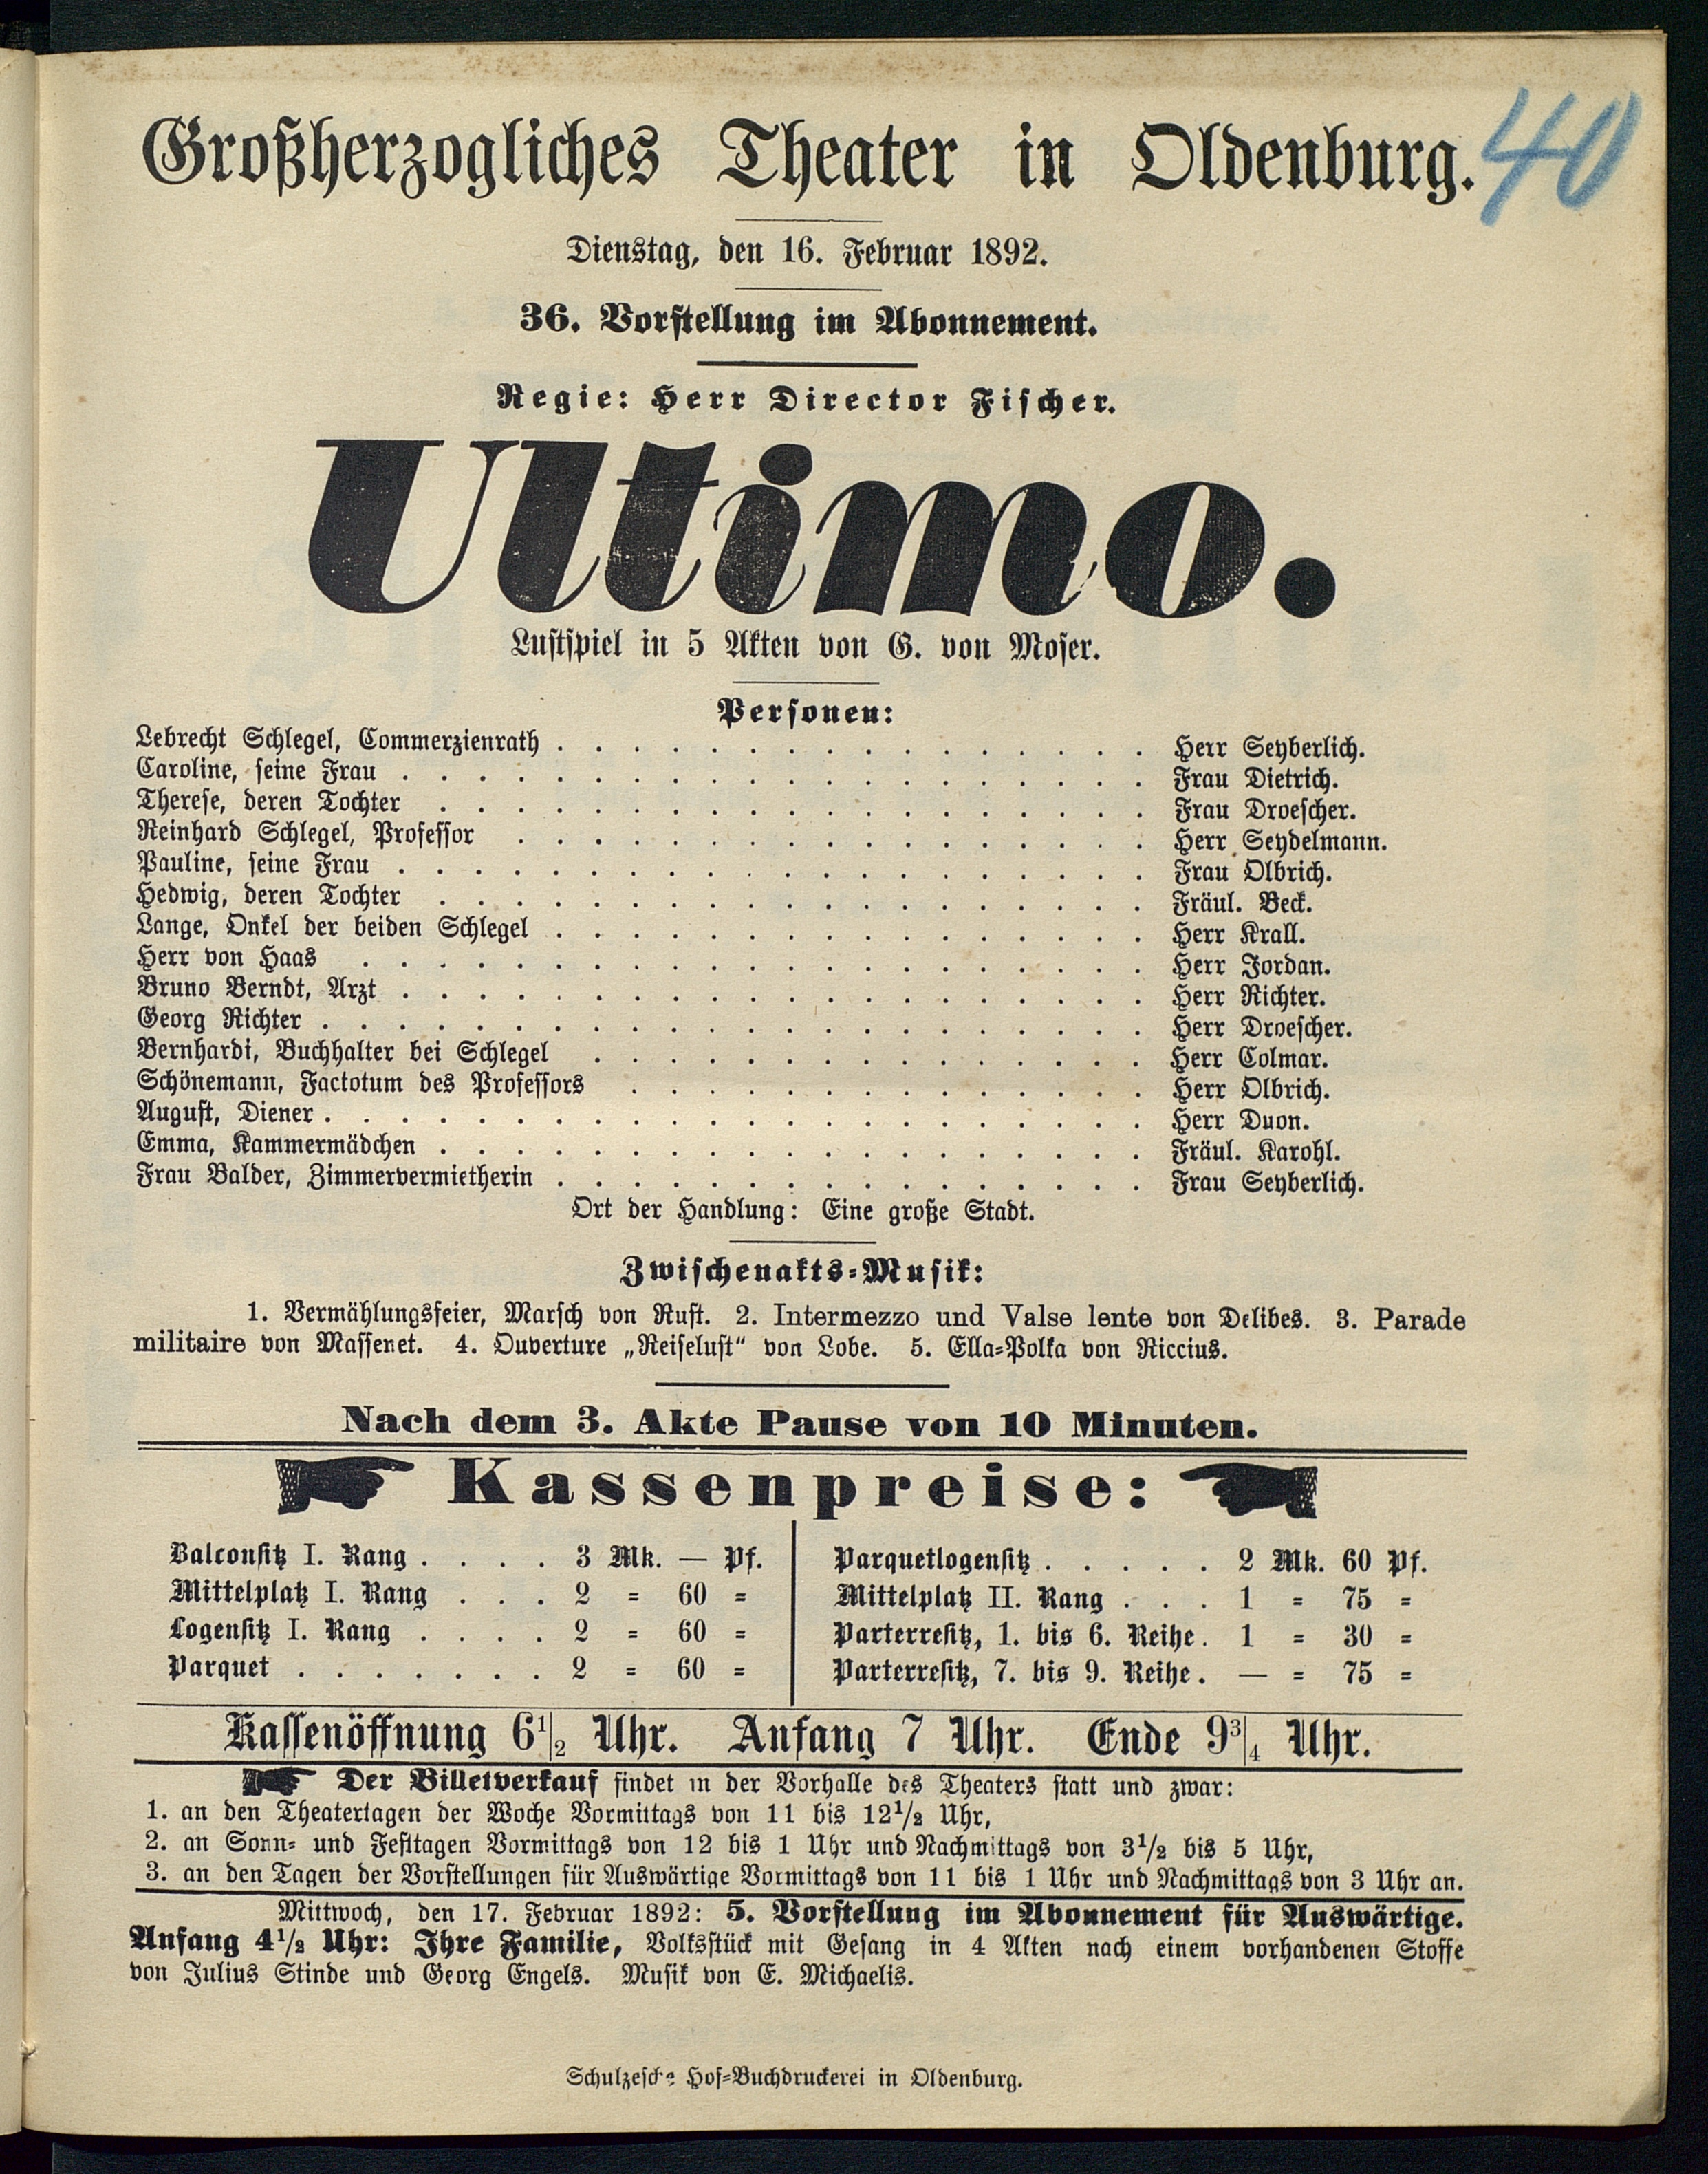 Großherzogliches Theater in Oldenburg.
40
Dienstag, den 16. Februar 1892.
36. Vorstellung im Abonnement.
Regie: Herr Director Fischer.
Ultimo.
Lustspiel in 5 Akten von G. von Moser.
Personen:
Lebrecht Schlegel, Commerzienrath . . . . . . . . . . . . . . . . Herr Seyberlich.
Caroline, seine Frau . . . . . . . . . . . . . . . . . . . . Frau Dietrich.
Therese, deren Tochter . . . . . . . . . . . . . . . . . . . Frau Droescher.
Reinhard Schlegel, Professor . . . . . . . . . . . . . . . . . Herr Seydelmann.
Pauline, seine Frau . . . . . . . . . . . . . . . . . . . . Frau Olbrich.
Hedwig, deren Tochter . . . . . . . . . . . . . . . . . . . Fräul. Beck.
Lange, Onkel der beiden Schlegel . . . . . . . . . . . . . . . . Herr Krall.
Herr von Haas . . . . . . . . . . . . . . . . . . . . . Herr Jordan.
Bruno Berndt, Arzt . . . . . . . . . . . . . . . . . . . . Herr Richter.
Georg Richter . . . . . . . . . . . . . . . . . . . . . . Herr Droescher.
Bernhardi, Buchhalter bei Schlegel . . . . . . . . . . . . . . . Herr Colmar.
Schönemann, Factotum des Professors . . . . . . . . . . . . . . Herr Olbrich.
August, Diener . . . . . . . . . . . . . . . . . . . . . . Herr Duon.
Emma, Kammermädchen . . . . . . . . . . . . . . . . . . . Fräul. Karohl.
Frau Balder, Zimmervermietherin . . . . . . . . . . . . . . . . Frau Seyberlich.
Ort der Handlung: Eine große Stadt.
Zwischenakts-Musik:
1. Vermählungsfeier, Marsch von Rust. 2. Intermezzo und Valse lente von Delibes. 3. Parade
militaire von Massenet. 4. Ouverture „Reiselust“ von Lobe. 5. Ella-Polka von Riccius.
Nach dem 3. Akte Pause von 10 Minuten.
Kassenpreise:
Balconsitz I. Rang . . . . 3 Mk. — Pf.
Mittelplatz I. Rang . . . 2 = 60 =
Logensitz I. Rang . . . . 2 = 60 =
Parquet . . . . . . . 2 = 60 =
Parquetlogensitz . . . . . 2 Mk. 60 Pf.
Mittelplatz II. Rang . . . 1 = 75 =
Parterresitz, 1. bis 6. Reihe. 1 = 30 =
Parterresitz, 7. bis 9. Reihe. — = 75 =
Kassenöffnung 6 1/2 Uhr. Anfang 7 Uhr. Ende 9 3/4 Uhr.
Der Billetverkauf findet in der Vorhalle des Theaters statt und zwar:
1. an den Theatertagen der Woche Vormittags von 11 bis 12 1/2 Uhr,
2. an Sonn- und Festtagen Vormittags von 12 bis 1 Uhr und Nachmittags von 3 1/2 bis 5 Uhr,
3. an den Tagen der Vorstellungen für Auswärtige Vormittags von 11 bis 1 Uhr und Nachmittags von 3 Uhr an.
Mittwoch, den 17. Februar 1892: 5. Vorstellung im Abonnement für Auswärtige.
Anfang 4 1/2 Uhr: Ihre Familie, Volksstück mit Gesang in 4 Akten nach einem vorhandenen Stoffe
von Julius Stinde und Georg Engels. Musik von E. Michaelis.
Schulzesche Hof-Buchdruckerei in Oldenburg.